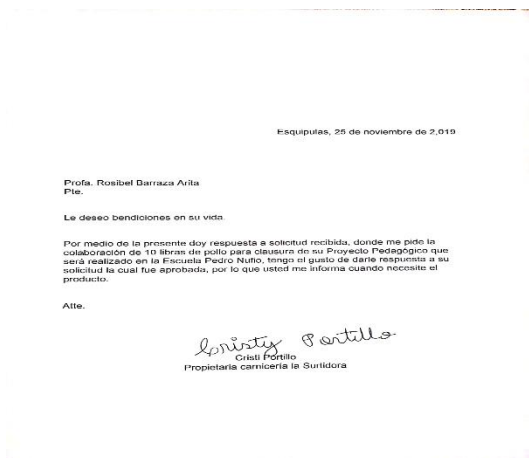 Esquipulas, 25 de noviembre de 2,019
Profa. Rosibel Barraza Arita
Pte.
Le deseo bendiciones en su vida.
Por medio de la presente doy respuesta a solicitud recibida, donde me pide la
colaboración de 10 libras de pollo para clausura de su Proyecto Pedagógico que
será realizado en la Escuela Pedro Nufio, tengo el gusto de darle respuesta a su
solicitud la cual fue aprobada, por lo que usted me informa cuando necesite el
producto.
Atte.
Cristy Portillo
Cristi Portillo
Propietaria carnicería la Surtidora